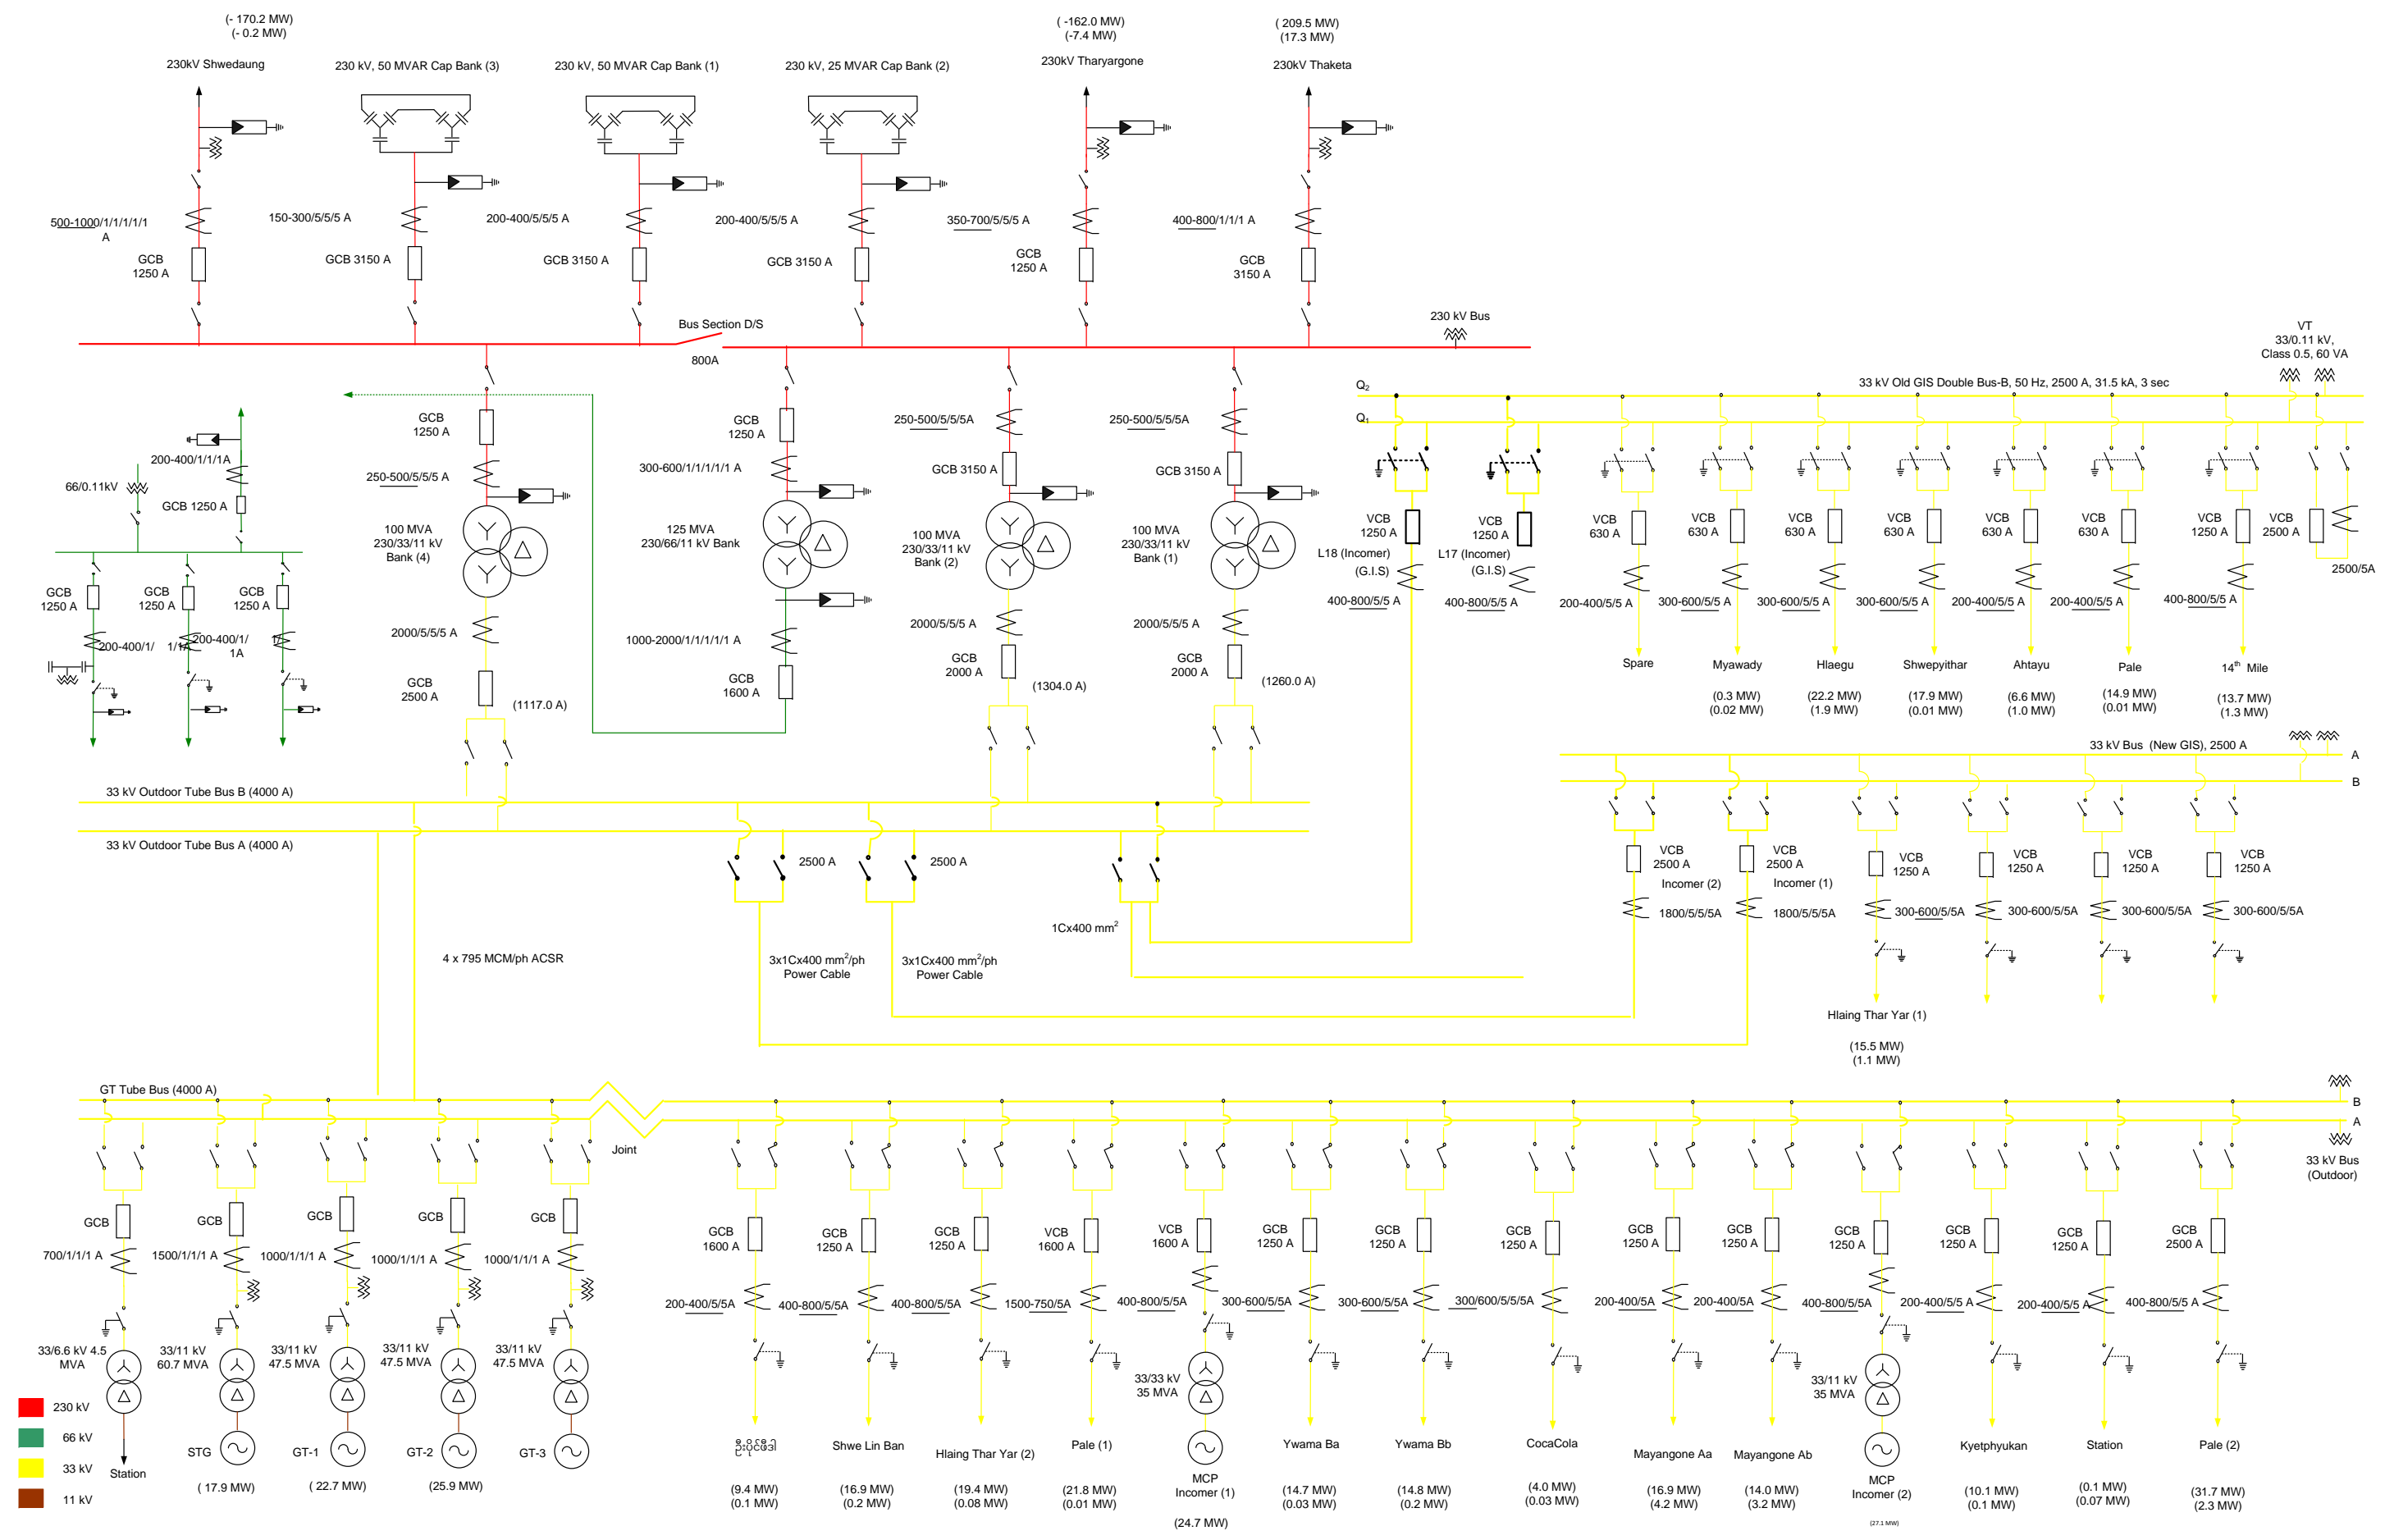 (- 170.2 MW)
(- 0.2 MW)
230kV Shwedaung
230 kV, 50 MVAR Cap Bank (3)
230 kV, 50 MVAR Cap Bank (1)
230 kV, 25 MVAR Cap Bank (2)
( -162.0 MW)
(-7.4 MW)
230kV Tharyargone
( 209.5 MW)
(17.3 MW)
230kV Thaketa
500-1000/1/1/1/1/1
A
150-300/5/5/5 A
200-400/5/5/5 A
200-400/5/5/5 A
350-700/5/5/5 A
400-800/1/1/1 A
GCB
1250 A
GCB 3150 A
GCB 3150 A
GCB 3150 A
GCB
1250 A
GCB
3150 A
Bus Section D/S
800A
230 kV Bus
VT
33/0.11 kV,
Class 0.5, 60 VA
Q2
33 kV Old GIS Double Bus-B, 50 Hz, 2500 A, 31.5 kA, 3 sec
Q1
200-400/1/1/1A
66/0.11kV
GCB 1250 A
GCB
1250 A
GCB
1250 A
GCB
1250 A
200-400/1/
1/1A
200-400/1/
1A
1/
GCB
1250 A
250-500/5/5/5 A
100 MVA
230/33/11 kV
Bank (4)
2000/5/5/5 A
GCB
2500 A
(1117.0 A)
GCB
1250 A
300-600/1/1/1/1/1 A
125 MVA
230/66/11 kV Bank
1000-2000/1/1/1/1/1 A
GCB
1600 A
250-500/5/5/5A
GCB 3150 A
100 MVA
230/33/11 kV
Bank (2)
2000/5/5/5 A
GCB
2000 A
(1304.0 A)
250-500/5/5/5A
GCB 3150 A
100 MVA
230/33/11 kV
Bank (1)
2000/5/5/5 A
GCB
2000 A
(1260.0 A)
VCB
1250 A
L18 (Incomer)
(G.I.S)
400-800/5/5 A
VCB
1250 A
L17 (Incomer)
(G.I.S)
400-800/5/5 A
VCB
630 A
200-400/5/5 A
Spare
VCB
630 A
300-600/5/5 A
Myawady
(0.3 MW)
(0.02 MW)
VCB
630 A
300-600/5/5 A
Hlaegu
(22.2 MW)
(1.9 MW)
VCB
630 A
300-600/5/5 A
Shwepyithar
(17.9 MW)
(0.01 MW)
VCB
630 A
200-400/5/5 A
Ahtayu
(6.6 MW)
(1.0 MW)
VCB
630 A
200-400/5/5 A
Pale
(14.9 MW)
(0.01 MW)
VCB
1250 A
400-800/5/5 A
14th Mile
(13.7 MW)
(1.3 MW)
VCB
2500 A
2500/5A
33 kV Bus (New GIS), 2500 A
A
B
33 kV Outdoor Tube Bus B (4000 A)
33 kV Outdoor Tube Bus A (4000 A)
2500 A
2500 A
1Cx400 mm2
4 x 795 MCM/ph ACSR
3x1Cx400 mm2/ph
Power Cable
3x1Cx400 mm2/ph
Power Cable
VCB
2500 A
Incomer (2)
1800/5/5/5A
VCB
2500 A
Incomer (1)
1800/5/5/5A
VCB
1250 A
300-600/5/5A
Hlaing Thar Yar (1)
(15.5 MW)
(1.1 MW)
VCB
1250 A
300-600/5/5A
VCB
1250 A
300-600/5/5A
VCB
1250 A
300-600/5/5A
GT Tube Bus (4000 A)
Joint
B
A
33 kV Bus
(Outdoor)
GCB
700/1/1/1 A
33/6.6 kV 4.5
MVA
Station
GCB
1500/1/1/1 A
33/11 kV
60.7 MVA
STG
( 17.9 MW)
GCB
1000/1/1/1 A
33/11 kV
47.5 MVA
GT-1
( 22.7 MW)
GCB
1000/1/1/1 A
33/11 kV
47.5 MVA
GT-2
(25.9 MW)
GCB
1000/1/1/1 A
33/11 kV
47.5 MVA
GT-3
230 kV
66 kV
33 kV
11 kV
GCB
1600 A
200-400/5/5A
(9.4 MW)
(0.1 MW)
GCB
1250 A
400-800/5/5A
Shwe Lin Ban
(16.9 MW)
(0.2 MW)
GCB
1250 A
400-800/5/5A
Hlaing Thar Yar (2)
(19.4 MW)
(0.08 MW)
VCB
1600 A
1500-750/5A
Pale (1)
(21.8 MW)
(0.01 MW)
VCB
1600 A
400-800/5/5A
33/33 kV
35 MVA
MCP
Incomer (1)
(24.7 MW)
GCB
1250 A
300-600/5/5A
Ywama Ba
(14.7 MW)
(0.03 MW)
GCB
1250 A
300-600/5/5A
Ywama Bb
(14.8 MW)
(0.2 MW)
GCB
1250 A
300/600/5/5/5A
CocaCola
(4.0 MW)
(0.03 MW)
GCB
1250 A
200-400/5A
Mayangone Aa
(16.9 MW)
(4.2 MW)
GCB
1250 A
200-400/5A
Mayangone Ab
(14.0 MW)
(3.2 MW)
GCB
1250 A
400-800/5/5A
33/11 kV
35 MVA
MCP
Incomer (2)
(27.1 MW)
GCB
1250 A
200-400/5/5 A
Kyetphyukan
(10.1 MW)
(0.1 MW)
GCB
1250 A
200-400/5/5 A
Station
(0.1 MW)
(0.07 MW)
GCB
2500 A
400-800/5/5 A
Pale (2)
(31.7 MW)
(2.3 MW)